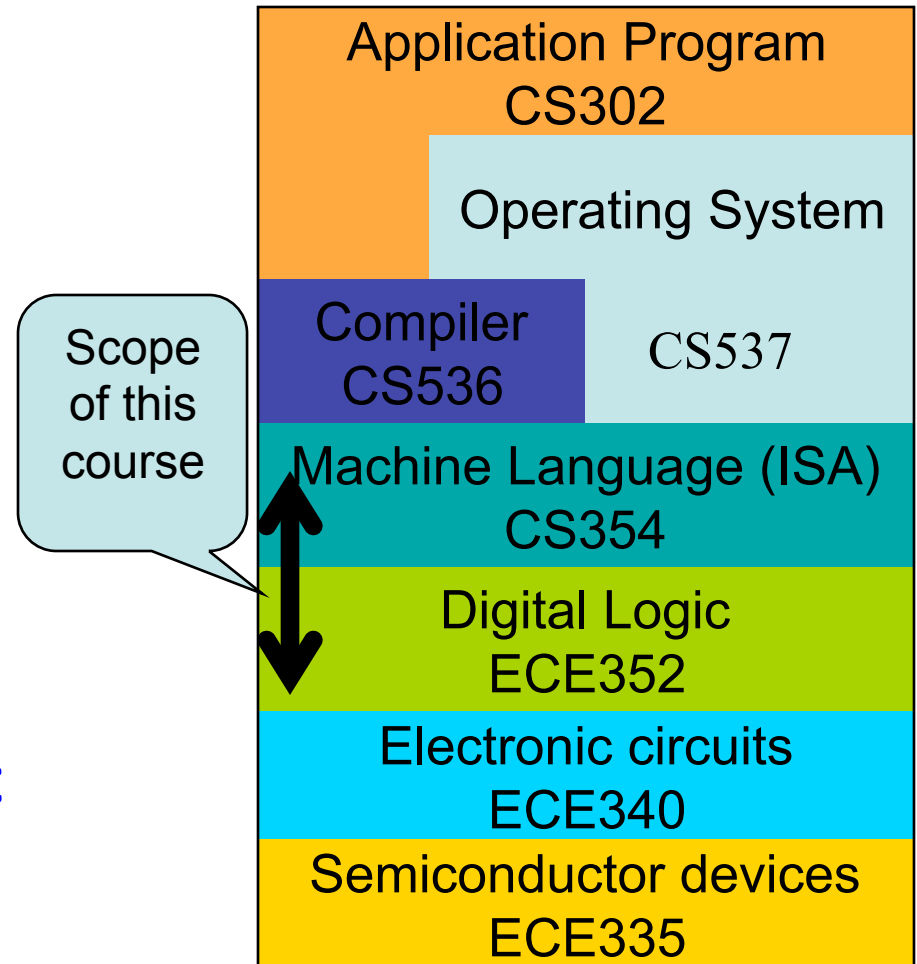 Application Program
CS302
Operating System
Compiler
CS536
CS537
Scope
of this
course
Machine Language (ISA)
CS354
Digital Logic
ECE352
Electronic circuits
ECE340
Semiconductor devices
ECE335
: